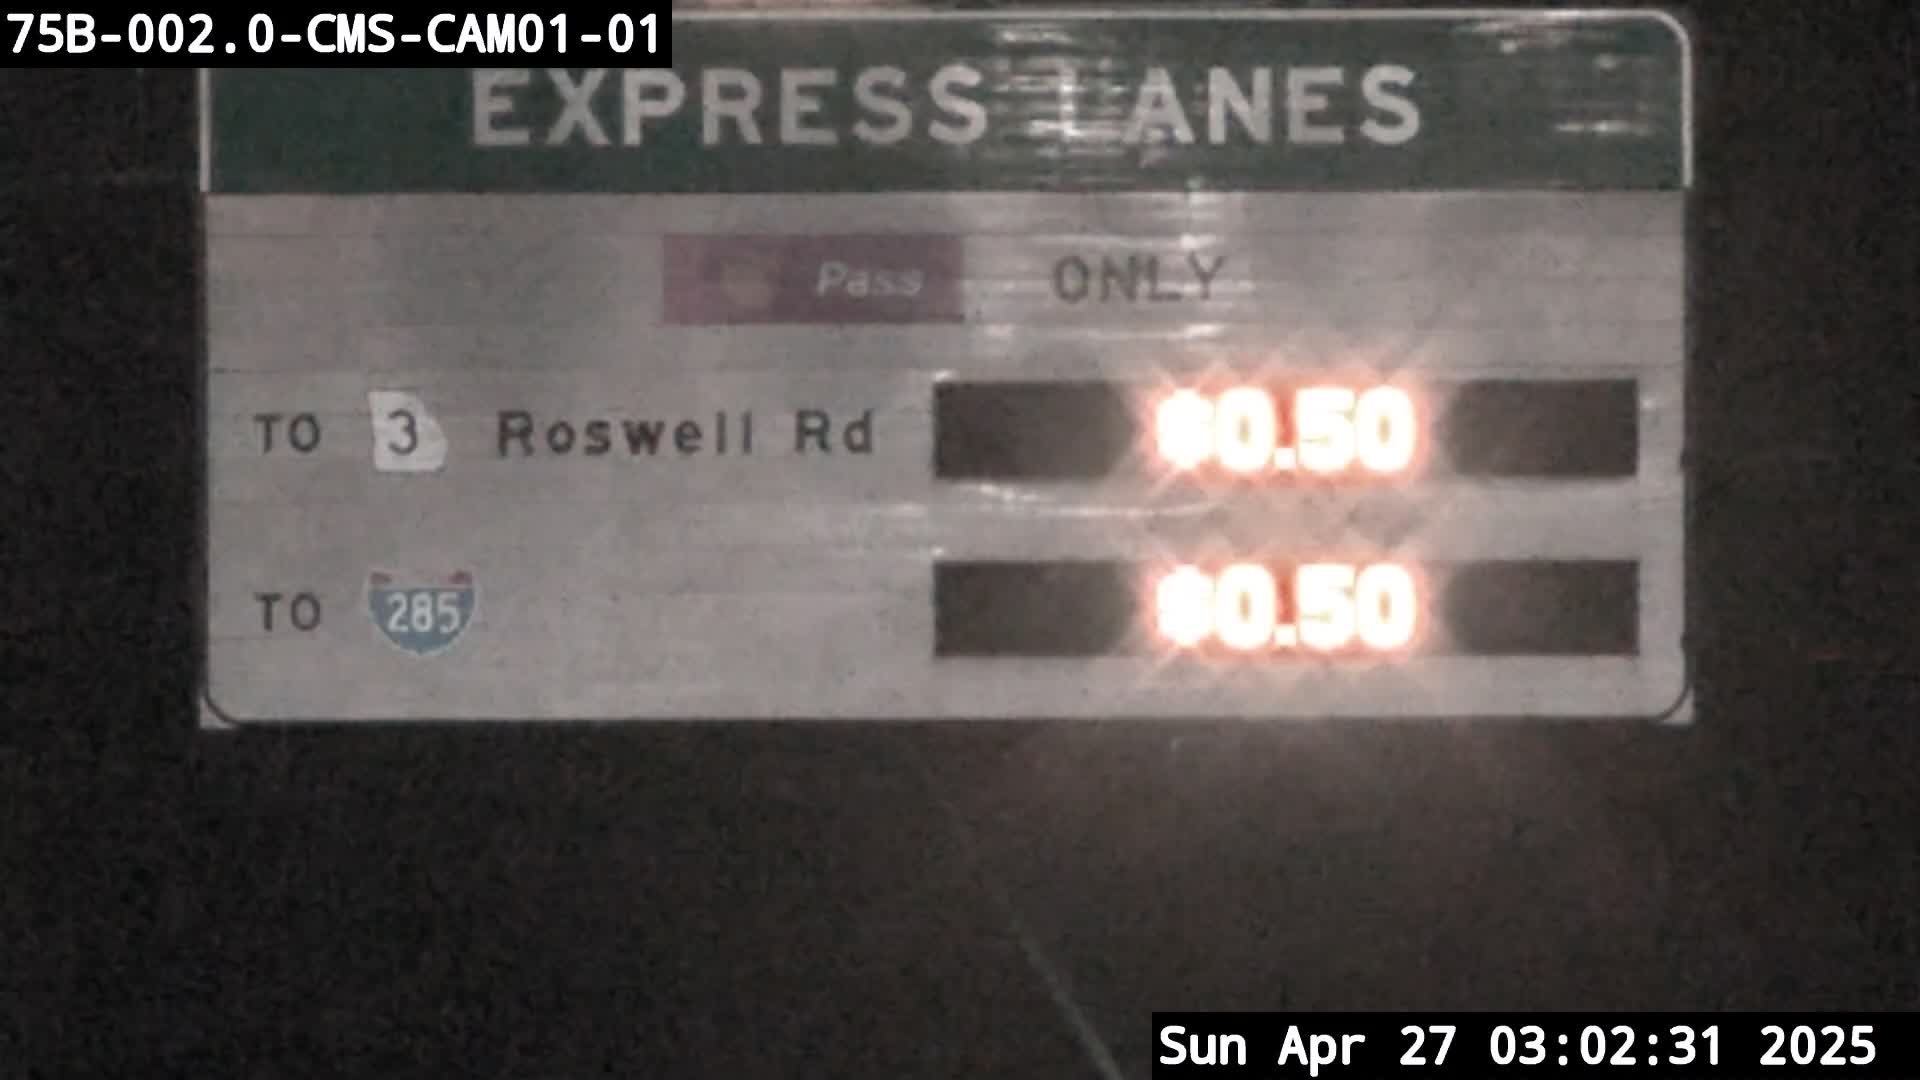 75B-002.0-CMS-CAM01-01
EXPRESS LANES
Pass ONLY
TO 3 Roswell Rd $0.50
TO 285 $0.50
Sun Apr 27 03:02:31 2025